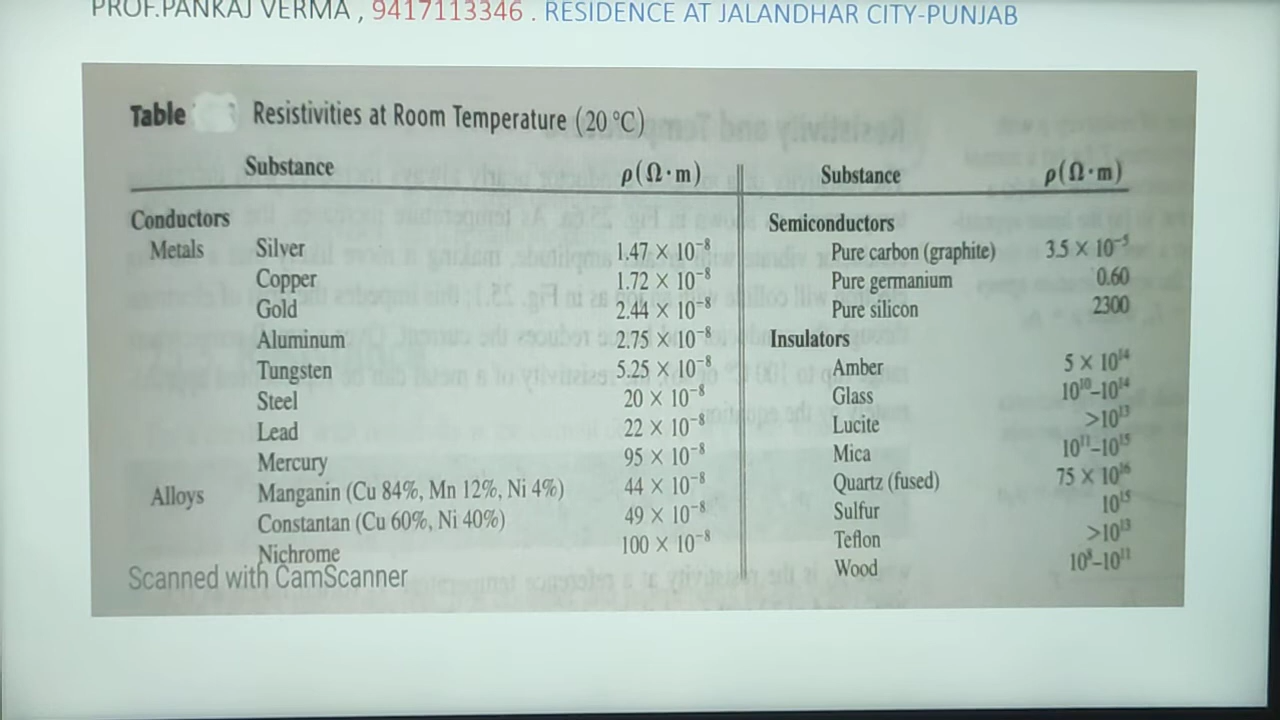 PROF.PANKAJ VERMA , 9417113346 . RESIDENCE AT JALANDHAR CITY-PUNJAB
Table Resistivities at Room Temperature (20 °C)
Substance ρ(Ω·m) Substance ρ(Ω·m)
Conductors Semiconductors
Metals Silver 1.47 × 10⁻⁸ Pure carbon (graphite) 3.5 × 10⁻⁵
Copper 1.72 × 10⁻⁸ Pure germanium 0.60
Gold 2.44 × 10⁻⁸ Pure silicon 2300
Aluminum 2.75 × 10⁻⁸ Insulators
Tungsten 5.25 × 10⁻⁸ Amber 5 × 10¹⁴
Steel 20 × 10⁻⁸ Glass 10¹⁰–10¹⁴
Lead 22 × 10⁻⁸ Lucite >10¹³
Mercury 95 × 10⁻⁸ Mica 10¹¹–10¹⁵
Alloys Manganin (Cu 84%, Mn 12%, Ni 4%) 44 × 10⁻⁸ Quartz (fused) 75 × 10¹⁶
Constantan (Cu 60%, Ni 40%) 49 × 10⁻⁸ Sulfur 10¹⁵
Nichrome 100 × 10⁻⁸ Teflon >10¹³
Wood 10⁸–10¹¹
Scanned with CamScanner